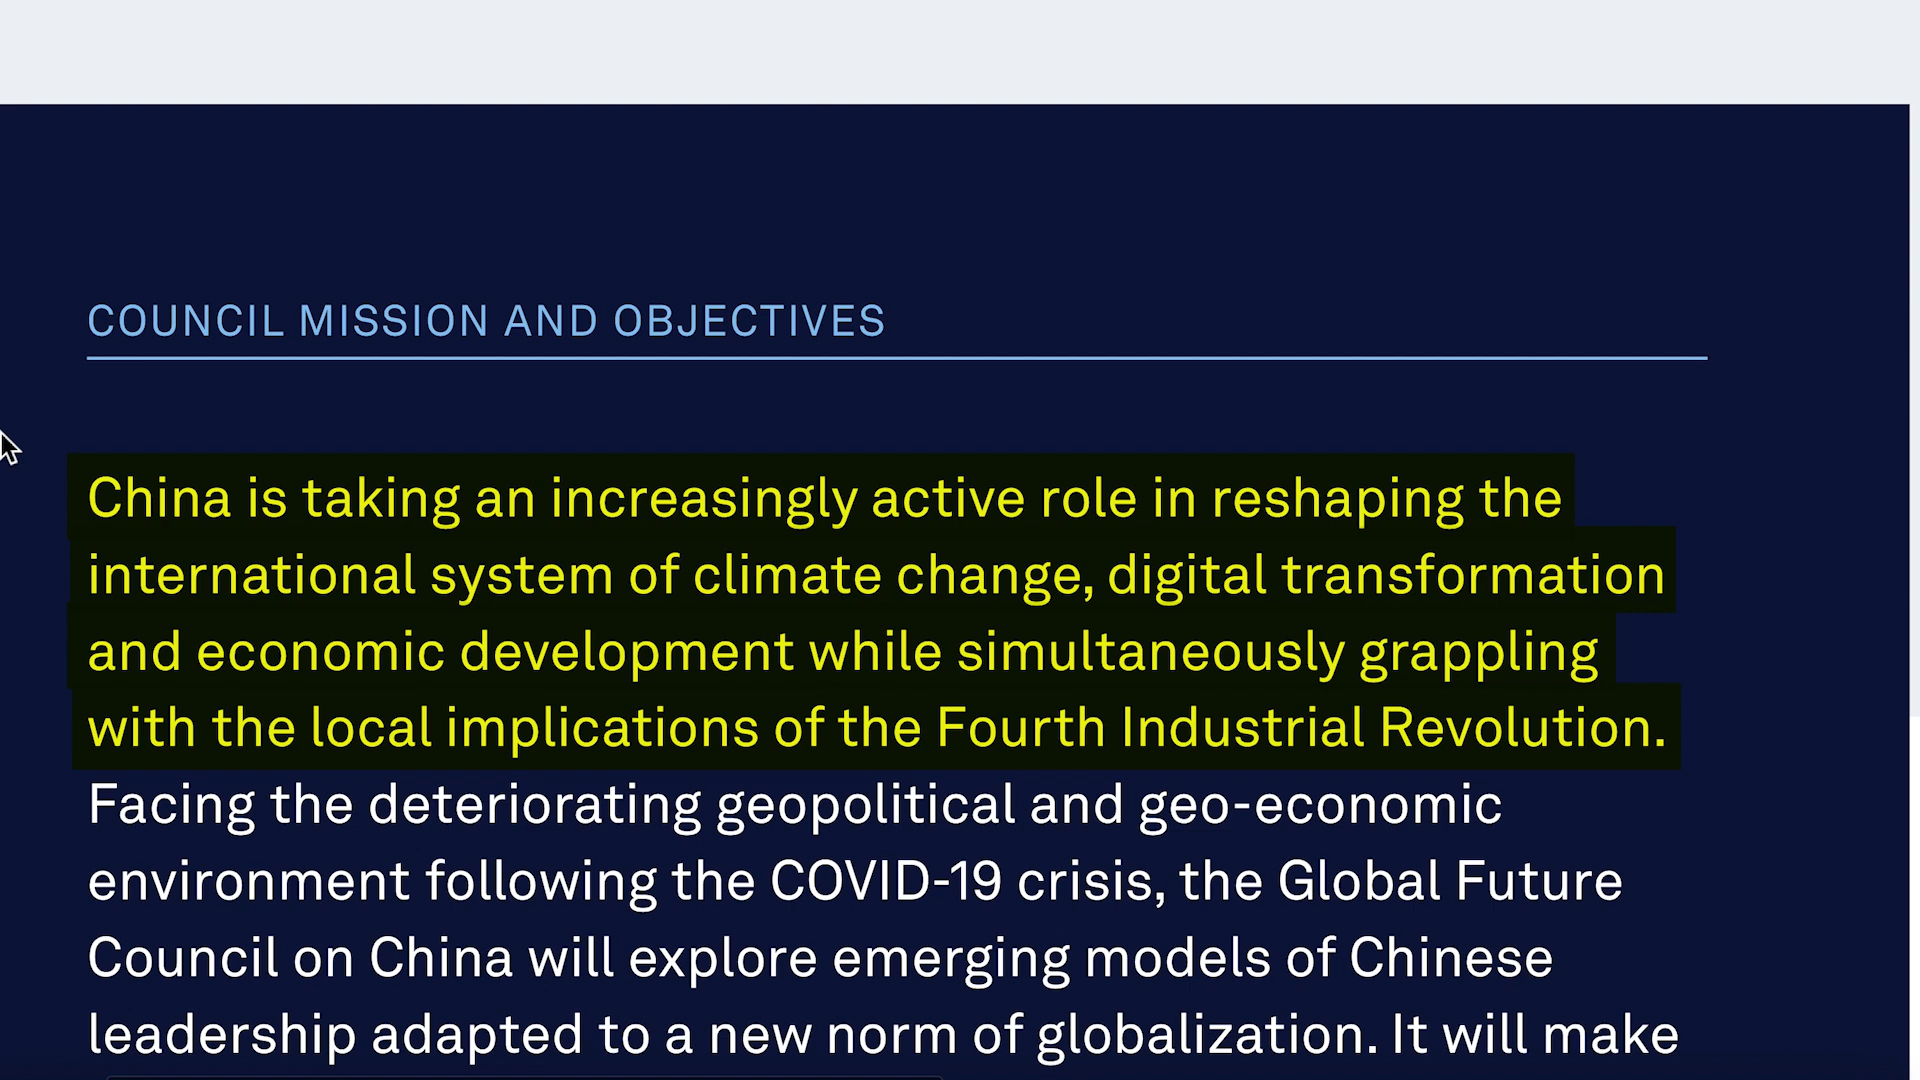 COUNCIL MISSION AND OBJECTIVES
China is taking an increasingly active role in reshaping the
international system of climate change, digital transformation
and economic development while simultaneously grappling
with the local implications of the Fourth Industrial Revolution.
Facing the deteriorating geopolitical and geo-economic
environment following the COVID-19 crisis, the Global Future
Council on China will explore emerging models of Chinese
leadership adapted to a new norm of globalization. It will make